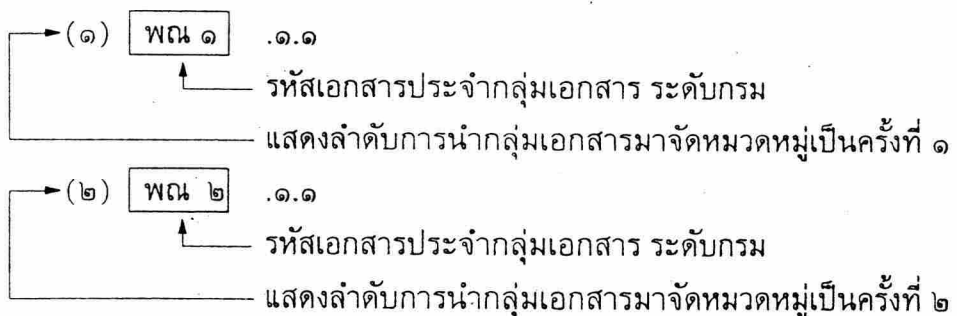 (๑) พณ ๑ .๑.๑
รหัสเอกสารประจำกลุ่มเอกสาร ระดับกรม
แสดงลำดับการนำกลุ่มเอกสารมาจัดหมวดหมู่เป็นครั้งที่ ๑
(๒) พณ ๒ .๑.๑
รหัสเอกสารประจำกลุ่มเอกสาร ระดับกรม
แสดงลำดับการนำกลุ่มเอกสารมาจัดหมวดหมู่เป็นครั้งที่ ๒